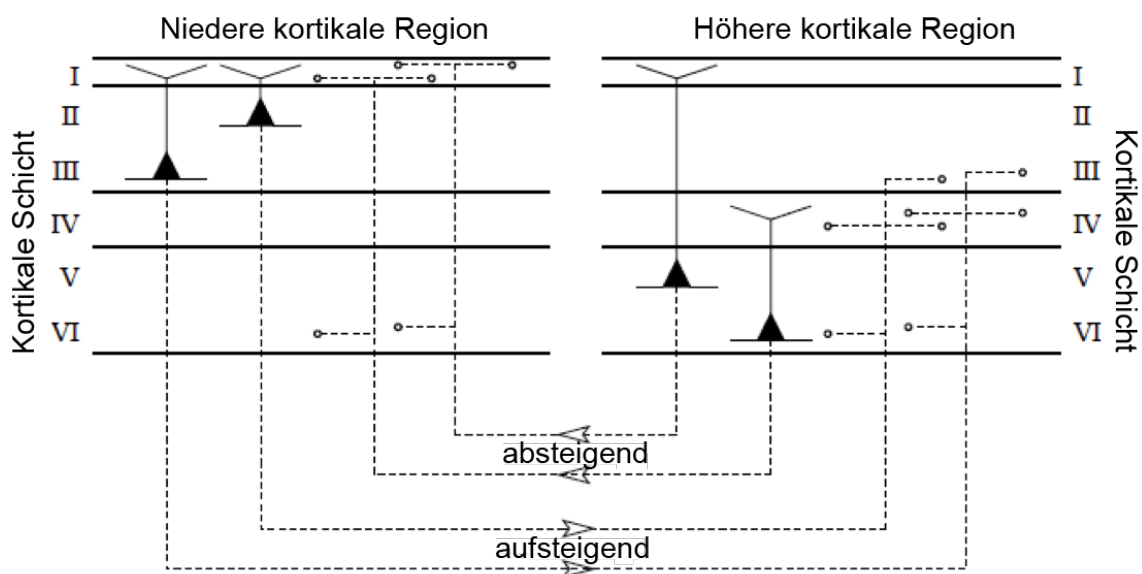 Niedere kortikale Region
Höhere kortikale Region
Kortikale Schicht
I
II
III
IV
V
VI
I
II
III
IV
V
VI
Kortikale Schicht
absteigend
aufsteigend